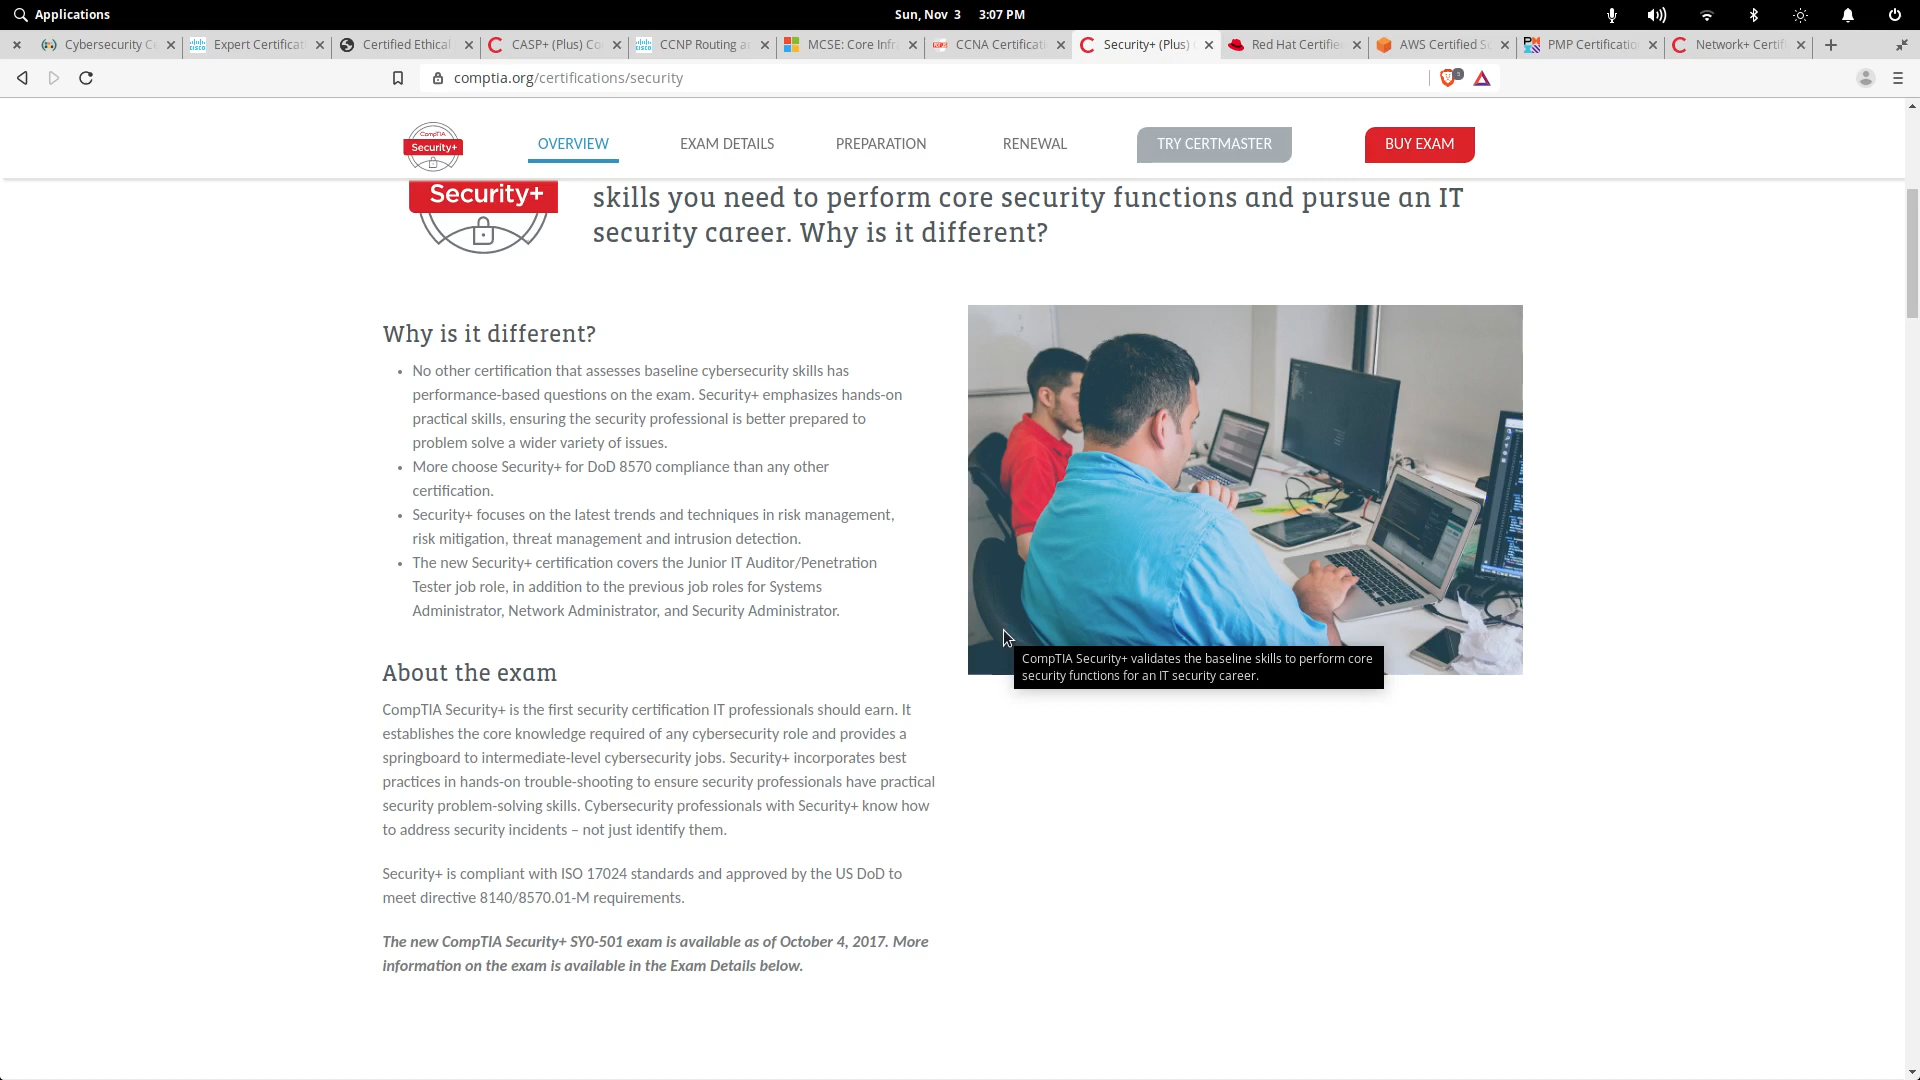 Applications
Sun, Nov 3 3:07 PM
Cybersecurity Ce
Expert Certificati
Certified Ethical
CASP+ (Plus) Co
CCNP Routing a
MCSE: Core Infr
CCNA Certificati
Security+ (Plus)
Red Hat Certifie
AWS Certified S
PMP Certificatio
Network+ Certif
comptia.org/certifications/security
CompTIA
Security+
OVERVIEW
EXAM DETAILS
PREPARATION
RENEWAL
TRY CERTMASTER
BUY EXAM
Security+
skills you need to perform core security functions and pursue an IT
security career. Why is it different?
Why is it different?
• No other certification that assesses baseline cybersecurity skills has
performance-based questions on the exam. Security+ emphasizes hands-on
practical skills, ensuring the security professional is better prepared to
problem solve a wider variety of issues.
• More choose Security+ for DoD 8570 compliance than any other
certification.
• Security+ focuses on the latest trends and techniques in risk management,
risk mitigation, threat management and intrusion detection.
• The new Security+ certification covers the Junior IT Auditor/Penetration
Tester job role, in addition to the previous job roles for Systems
Administrator, Network Administrator, and Security Administrator.
CompTIA Security+ validates the baseline skills to perform core
security functions for an IT security career.
About the exam
CompTIA Security+ is the first security certification IT professionals should earn. It
establishes the core knowledge required of any cybersecurity role and provides a
springboard to intermediate-level cybersecurity jobs. Security+ incorporates best
practices in hands-on trouble-shooting to ensure security professionals have practical
security problem-solving skills. Cybersecurity professionals with Security+ know how
to address security incidents – not just identify them.
Security+ is compliant with ISO 17024 standards and approved by the US DoD to
meet directive 8140/8570.01-M requirements.
The new CompTIA Security+ SY0-501 exam is available as of October 4, 2017. More
information on the exam is available in the Exam Details below.